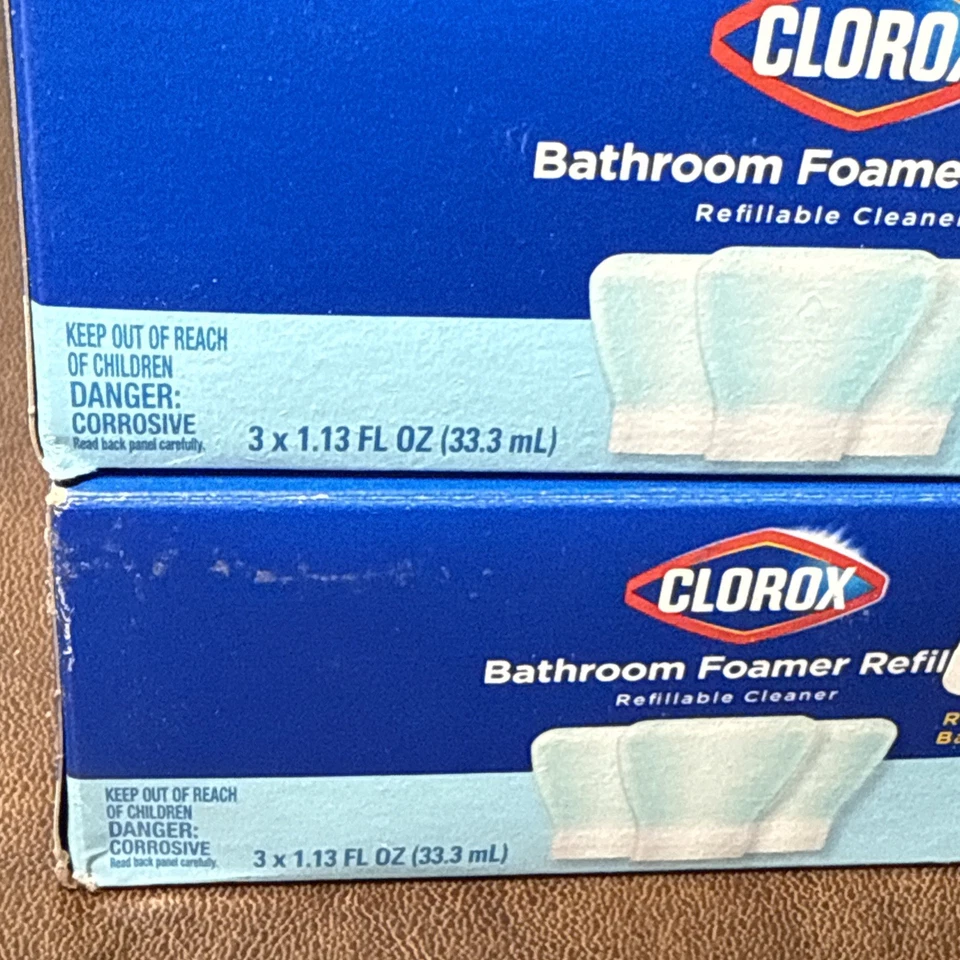 CLOROX
Bathroom Foame
Refillable Cleaner
KEEP OUT OF REACH
OF CHILDREN
DANGER:
CORROSIVE
Read back panel carefully.
3 x 1.13 FL OZ (33.3 mL)
CLOROX
Bathroom Foamer Refil
Refillable Cleaner
R
Ba
KEEP OUT OF REACH
OF CHILDREN
DANGER:
CORROSIVE
Read back panel carefully.
3 x 1.13 FL OZ (33.3 mL)